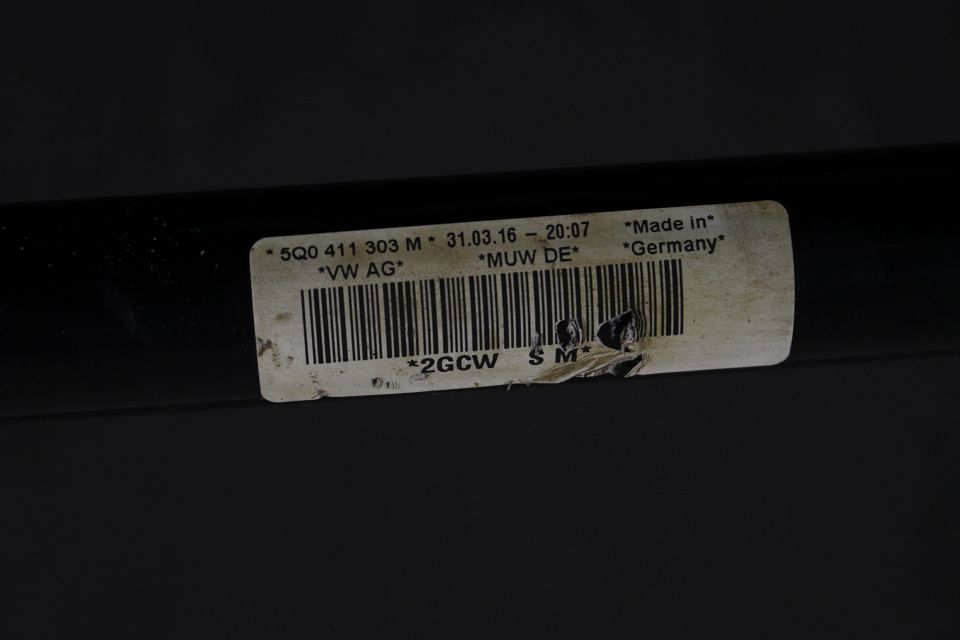 * 5Q0 411 303 M * 31.03.16 – 20:07 *Made in*
*VW AG* *MUW DE* *Germany*
*2GCW S M*